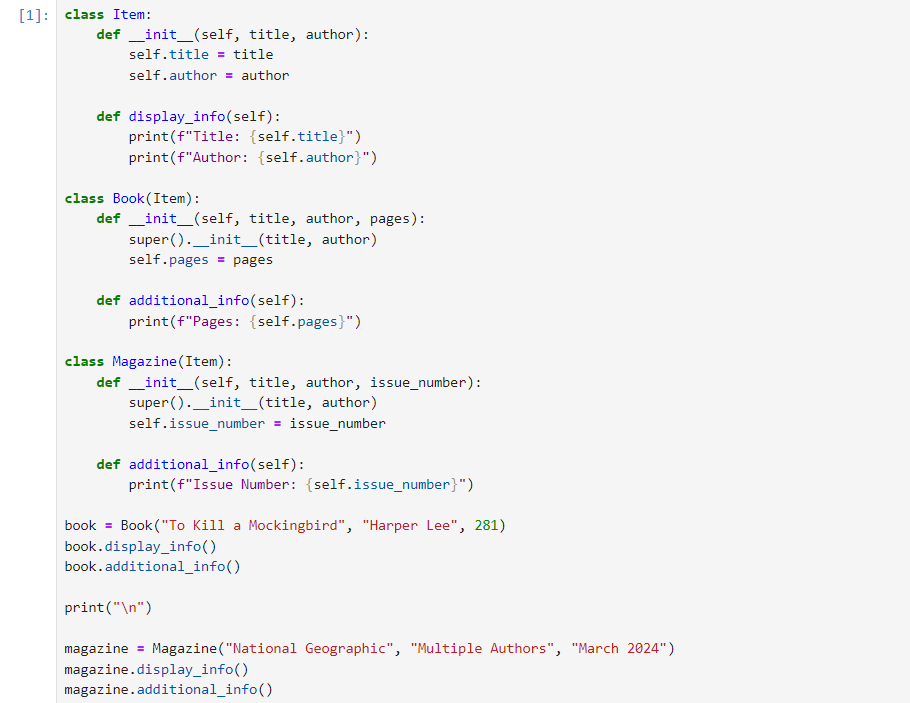 [1]: class Item:
    def __init__(self, title, author):
        self.title = title
        self.author = author

    def display_info(self):
        print(f"Title: {self.title}")
        print(f"Author: {self.author}")

class Book(Item):
    def __init__(self, title, author, pages):
        super().__init__(title, author)
        self.pages = pages

    def additional_info(self):
        print(f"Pages: {self.pages}")

class Magazine(Item):
    def __init__(self, title, author, issue_number):
        super().__init__(title, author)
        self.issue_number = issue_number

    def additional_info(self):
        print(f"Issue Number: {self.issue_number}")

book = Book("To Kill a Mockingbird", "Harper Lee", 281)
book.display_info()
book.additional_info()

print("\n")

magazine = Magazine("National Geographic", "Multiple Authors", "March 2024")
magazine.display_info()
magazine.additional_info()